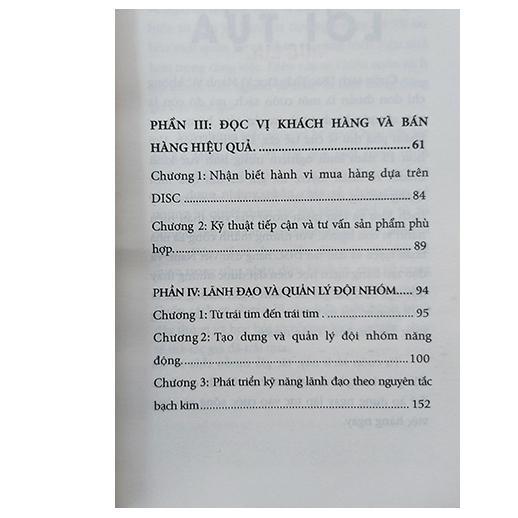 PHẦN III: ĐỌC VỊ KHÁCH HÀNG VÀ BÁN
HÀNG HIỆU QUẢ. ........................................ 61
Chương 1: Nhận biết hành vi mua hàng dựa trên
DISC ........................................................ 84
Chương 2: Kỹ thuật tiếp cận và tư vấn sản phẩm phù
hợp........................................................... 89
PHẦN IV: LÃNH ĐẠO VÀ QUẢN LÝ ĐỘI NHÓM..... 94
Chương 1: Từ trái tim đến trái tim ...................... 95
Chương 2: Tạo dựng và quản lý đội nhóm năng
động......................................................... 100
Chương 3: Phát triển kỹ năng lãnh đạo theo nguyên tắc
bạch kim..................................................... 152